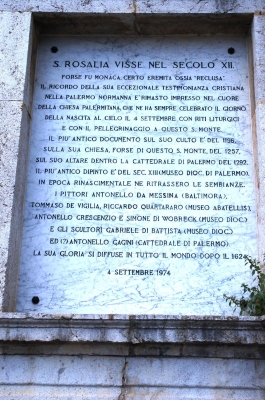 S. ROSALIA VISSE NEL SECOLO XII.
FORSE FU MONACA, CERTO EREMITA OSSIA "RECLUSA".
IL RICORDO DELLA SUA ECCEZIONALE TESTIMONIANZA CRISTIANA
NELLA PALERMO NORMANNA È RIMASTO IMPRESSO NEL CUORE
DELLA CHIESA PALERMITANA, CHE NE HA SEMPRE CELEBRATO IL GIORNO
DELLA NASCITA AL CIELO IL 4 SETTEMBRE, CON RITI LITURGICI
E CON IL PELLEGRINAGGIO A QUESTO S. MONTE.
IL PIU' ANTICO DOCUMENTO SUL SUO CULTO E' DEL 1196,
SULLA SUA CHIESA, FORSE DI QUESTO S. MONTE, DEL 1257,
SUL SUO ALTARE DENTRO LA CATTEDRALE DI PALERMO DEL 1292.
IL PIU' ANTICO DIPINTO E' DEL SEC. XIII (MUSEO DIOC. DI PALERMO).
IN EPOCA RINASCIMENTALE NE RITRASSERO LE SEMBIANZE,
I PITTORI ANTONELLO DA MESSINA (BALTIMORA),
TOMMASO DE VIGILIA, RICCARDO QUARTARARO (MUSEO ABATELLIS),
ANTONELLO CRESCENZIO E SIMONE DI WOBRECK (MUSEO DIOC.)
E GLI SCULTORI GABRIELE DI BATTISTA (MUSEO DIOC.)
ED (?) ANTONELLO GAGINI (CATTEDRALE DI PALERMO).
LA SUA GLORIA SI DIFFUSE IN TUTTO IL MONDO DOPO IL 1624.
4 SETTEMBRE 1974